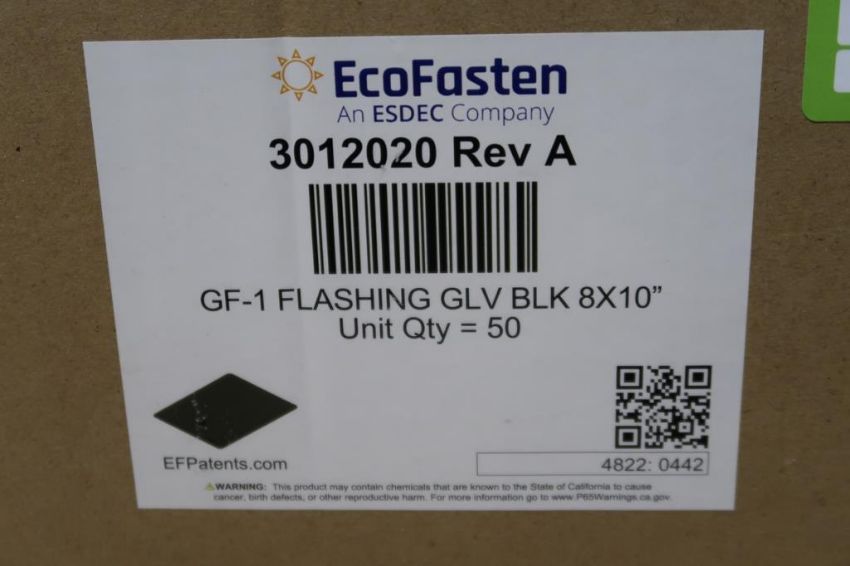 EcoFasten
An ESDEC Company
3012020 Rev A
GF-1 FLASHING GLV BLK 8X10”
Unit Qty = 50
EFPatents.com
4822: 0442
⚠WARNING: This product may contain chemicals that are known to the State of California to cause
cancer, birth defects, or other reproductive harm. For more information go to www.P65Warnings.ca.gov.